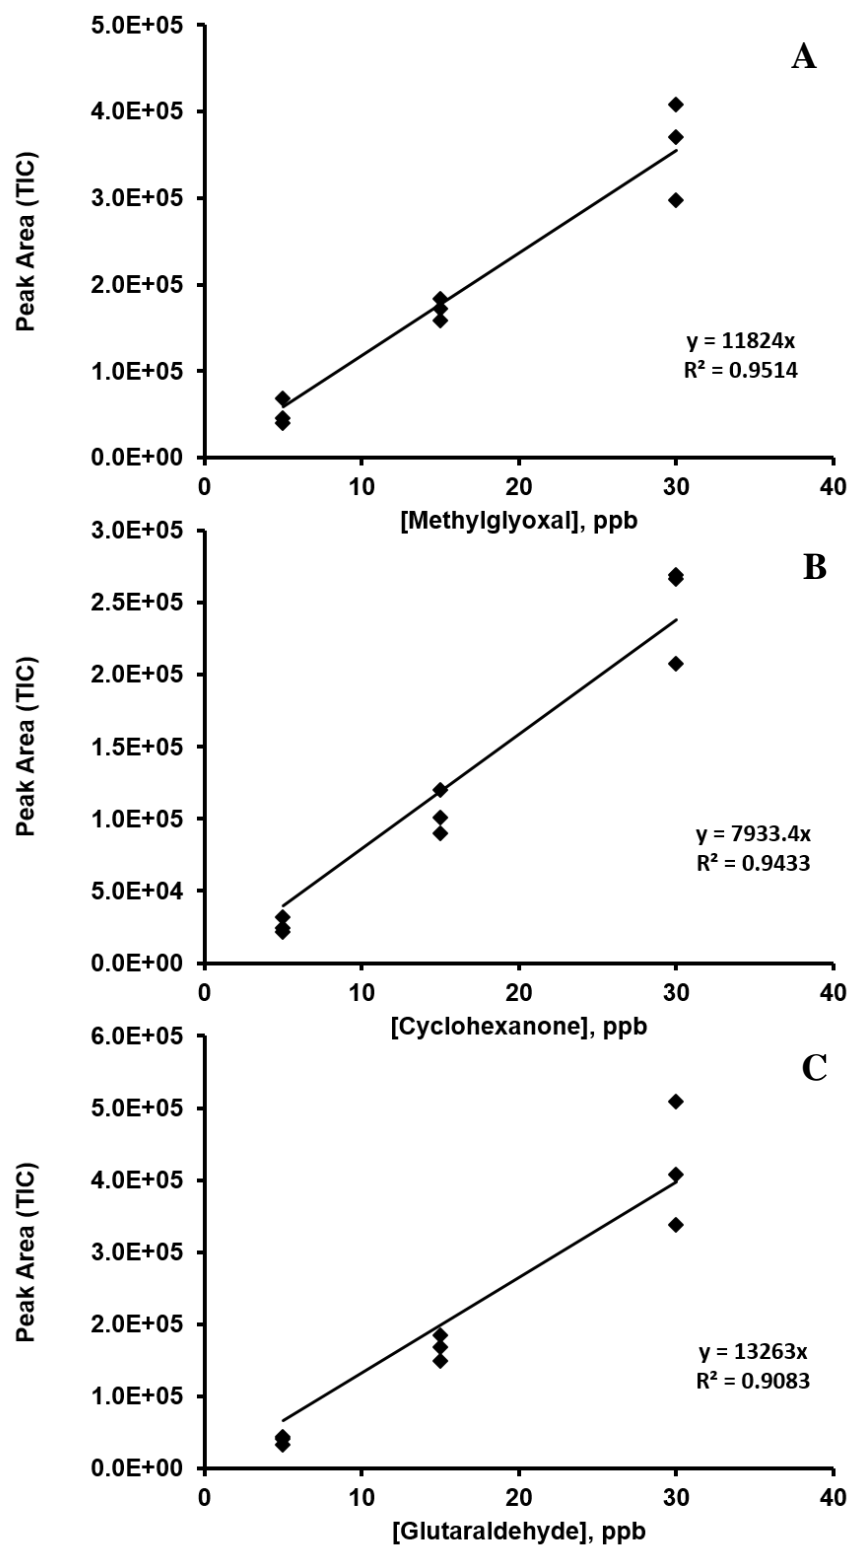 A
5.0E+05
4.0E+05
3.0E+05
2.0E+05
1.0E+05
0.0E+00
Peak Area (TIC)
y = 11824x
R² = 0.9514
0 10 20 30 40
[Methylglyoxal], ppb
B
3.0E+05
2.5E+05
2.0E+05
1.5E+05
1.0E+05
5.0E+04
0.0E+00
Peak Area (TIC)
y = 7933.4x
R² = 0.9433
0 10 20 30 40
[Cyclohexanone], ppb
C
6.0E+05
5.0E+05
4.0E+05
3.0E+05
2.0E+05
1.0E+05
0.0E+00
Peak Area (TIC)
y = 13263x
R² = 0.9083
0 10 20 30 40
[Glutaraldehyde], ppb